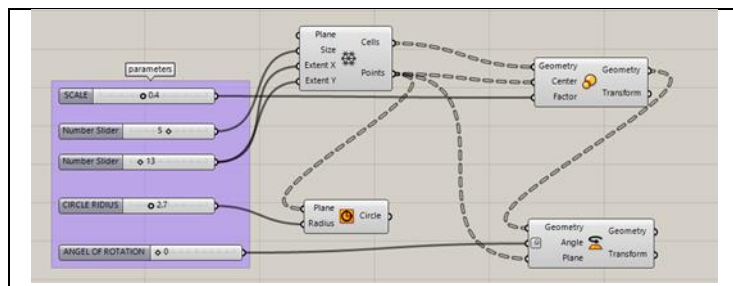 parameters
SCALE 0.4
Number Slider 5
Number Slider 13
CIRCLE RIDIUS 2.7
ANGEL OF ROTATION 0
Plane
Size
Extent X
Extent Y
Cells
Points
Plane
Radius
Circle
Geometry
Center
Factor
Geometry
Transform
Geometry
Angle
Plane
Geometry
Transform